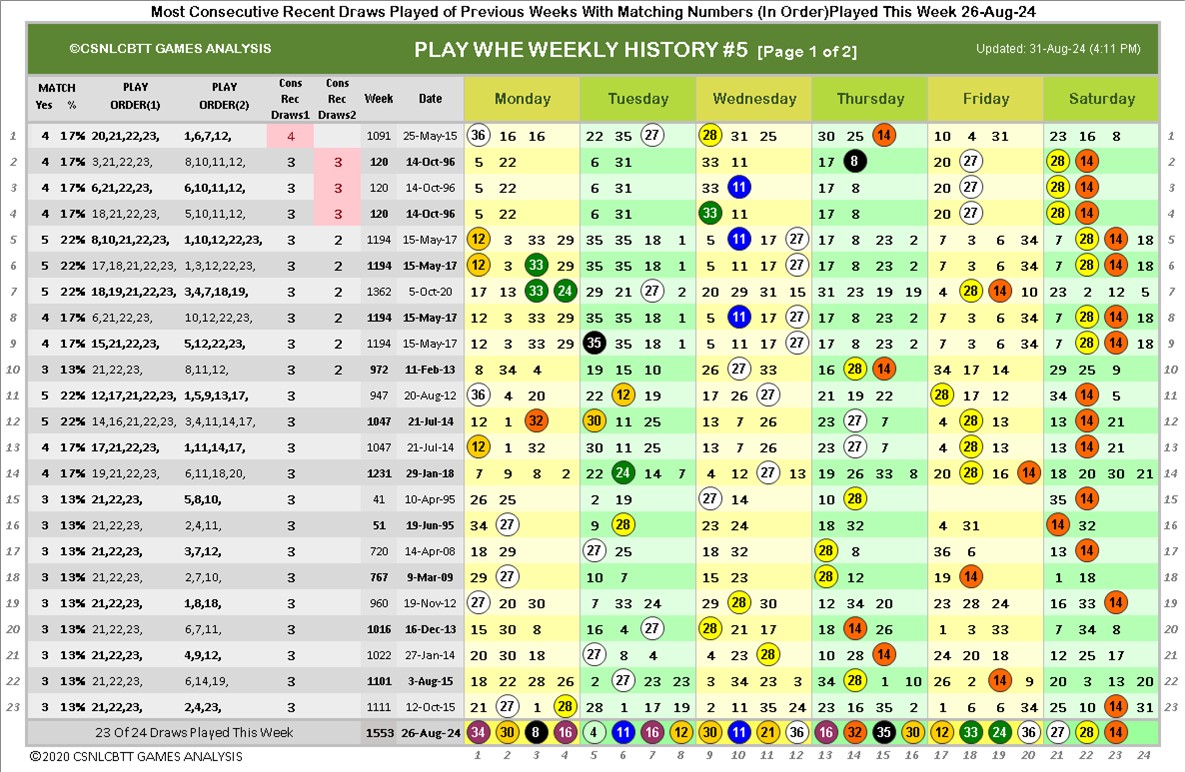 Most Consecutive Recent Draws Played of Previous Weeks With Matching Numbers (In Order)Played This Week 26-Aug-24
©CSNLCBTT GAMES ANALYSIS PLAY WHE WEEKLY HISTORY #5 [Page 1 of 2] Updated: 31-Aug-24 (4:11 PM)
MATCH Yes % PLAY ORDER(1) PLAY ORDER(2) Cons Rec Draws1 Cons Rec Draws2 Week Date Monday Tuesday Wednesday Thursday Friday Saturday
1 4 17% 20,21,22,23, 1,6,7,12, 4 1091 25-May-15 36 16 16 22 35 27 28 31 25 30 25 14 10 4 31 23 16 8 1
2 4 17% 3,21,22,23, 8,10,11,12, 3 3 120 14-Oct-96 5 22 6 31 33 11 17 8 20 27 28 14 2
3 4 17% 6,21,22,23, 6,10,11,12, 3 3 120 14-Oct-96 5 22 6 31 33 11 17 8 20 27 28 14 3
4 4 17% 18,21,22,23, 5,10,11,12, 3 3 120 14-Oct-96 5 22 6 31 33 11 17 8 20 27 28 14 4
5 5 22% 8,10,21,22,23, 1,10,12,22,23, 3 2 1194 15-May-17 12 3 33 29 35 35 18 1 5 11 17 27 17 8 23 2 7 3 6 34 7 28 14 18 5
6 5 22% 17,18,21,22,23, 1,3,12,22,23, 3 2 1194 15-May-17 12 3 33 29 35 35 18 1 5 11 17 27 17 8 23 2 7 3 6 34 7 28 14 18 6
7 5 22% 18,19,21,22,23, 3,4,7,18,19, 3 2 1362 5-Oct-20 17 13 33 24 29 21 27 2 20 29 31 15 31 23 19 19 4 28 14 10 23 2 12 5 7
8 4 17% 6,21,22,23, 10,12,22,23, 3 2 1194 15-May-17 12 3 33 29 35 35 18 1 5 11 17 27 17 8 23 2 7 3 6 34 7 28 14 18 8
9 4 17% 15,21,22,23, 5,12,22,23, 3 2 1194 15-May-17 12 3 33 29 35 35 18 1 5 11 17 27 17 8 23 2 7 3 6 34 7 28 14 18 9
10 3 13% 21,22,23, 8,11,12, 3 2 972 11-Feb-13 8 34 4 19 15 10 26 27 33 16 28 14 34 17 14 29 25 9 10
11 5 22% 12,17,21,22,23, 1,5,9,13,17, 3 947 20-Aug-12 36 4 20 22 12 19 17 26 27 21 19 22 28 17 12 34 14 5 11
12 5 22% 14,16,21,22,23, 3,4,11,14,17, 3 1047 21-Jul-14 12 1 32 30 11 25 13 7 26 23 27 7 4 28 13 13 14 21 12
13 4 17% 17,21,22,23, 1,11,14,17, 3 1047 21-Jul-14 12 1 32 30 11 25 13 7 26 23 27 7 4 28 13 13 14 21 13
14 4 17% 19,21,22,23, 6,11,18,20, 3 1231 29-Jan-18 7 9 8 2 22 24 14 7 4 12 27 13 19 26 33 8 20 28 16 14 18 20 30 21 14
15 3 13% 21,22,23, 5,8,10, 3 41 10-Apr-95 26 25 2 19 27 14 10 28 35 14 15
16 3 13% 21,22,23, 2,4,11, 3 51 19-Jun-95 34 27 9 28 23 24 18 32 4 31 14 32 16
17 3 13% 21,22,23, 3,7,12, 3 720 14-Apr-08 18 29 27 25 18 32 28 8 36 6 13 14 17
18 3 13% 21,22,23, 2,7,10, 3 767 9-Mar-09 29 27 10 7 15 23 28 12 19 14 1 18 18
19 3 13% 21,22,23, 1,8,18, 3 960 19-Nov-12 27 20 30 7 33 24 29 28 30 12 34 20 23 28 24 16 33 14 19
20 3 13% 21,22,23, 6,7,11, 3 1016 16-Dec-13 15 30 8 16 4 27 28 21 17 18 14 26 1 3 33 7 34 8 20
21 3 13% 21,22,23, 4,9,12, 3 1022 27-Jan-14 20 30 18 27 8 4 4 23 28 10 28 14 24 20 18 12 25 17 21
22 3 13% 21,22,23, 6,14,19, 3 1101 3-Aug-15 18 22 28 26 2 27 23 23 3 34 23 3 34 28 1 10 26 2 14 9 20 3 13 20 22
23 3 13% 21,22,23, 2,4,23, 3 1111 12-Oct-15 21 27 1 28 28 1 17 19 2 11 35 24 23 16 35 2 1 6 6 34 25 10 14 31 23
23 Of 24 Draws Played This Week 1553 26-Aug-24 34 30 8 16 4 11 16 12 30 11 21 36 16 32 35 30 12 33 24 36 27 28 14
©2020 CSNLCBTT GAMES ANALYSIS 1 2 3 4 5 6 7 8 9 10 11 12 13 14 15 16 17 18 19 20 21 22 23 24